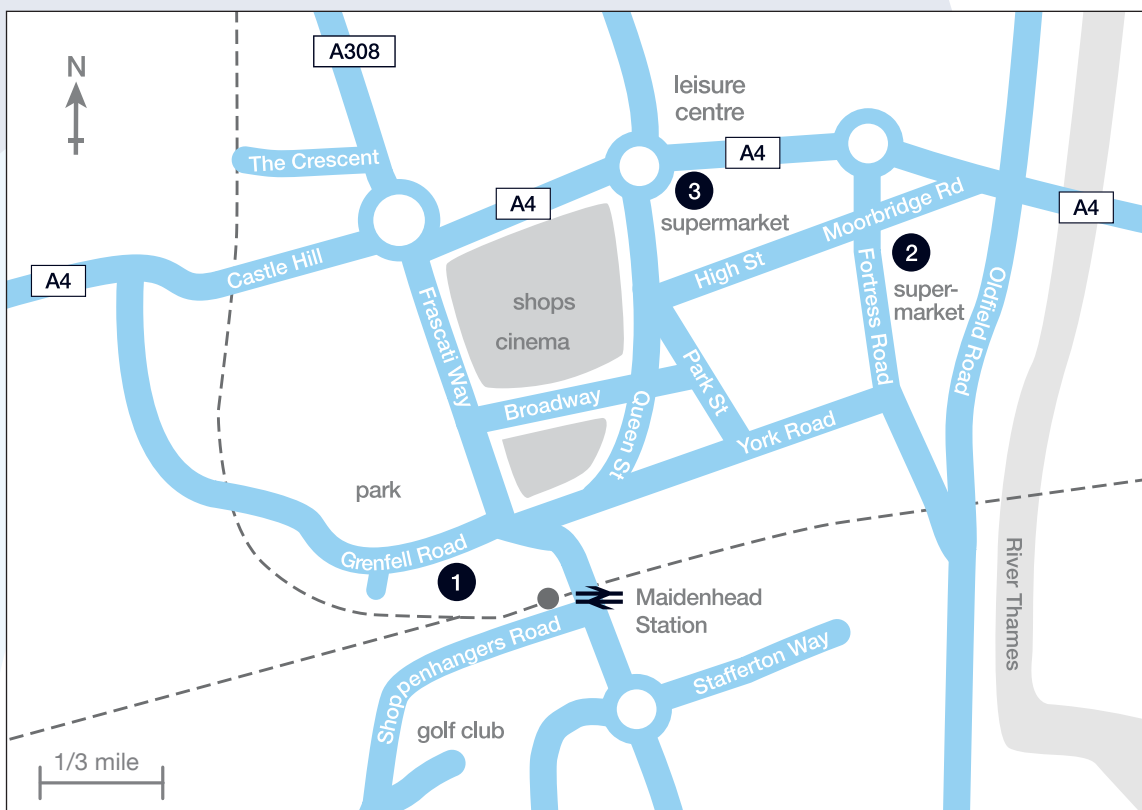 A308
N
leisure
centre
The Crescent
A4
A4
3
supermarket
Moorbridge Rd
A4
Castle Hill
A4
High St
2
super-
market
Frascati Way
shops
cinema
Fortress Road
Oldfield Road
Park St
Broadway
Queen St
York Road
park
Grenfell Road
1
Maidenhead
Station
River Thames
Shoppenhangers Road
Stafferton Way
golf club
1/3 mile